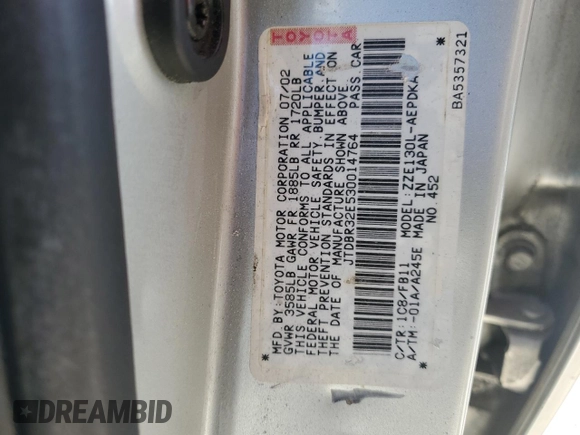 TOYOTA
MFD.BY:TOYOTA MOTOR CORPORATION 07/02
GVWR 3585LB GAWR FR 1885LB RR 1720LB
THIS VEHICLE CONFORMS TO ALL APPLICABLE
FEDERAL MOTOR VEHICLE SAFETY,BUMPER,AND
THEFT PREVENTION STANDARDS IN EFFECT ON
THE DATE OF MANUFACTURE SHOWN ABOVE.
* JTDBR32E530014764 PASS.CAR *
C/TR:1C8/FB11 MODEL:ZZE130L-AEPDKA
A/TM:-01A/A245E MADE IN JAPAN
NO.452
BA5357321
DREAMBID